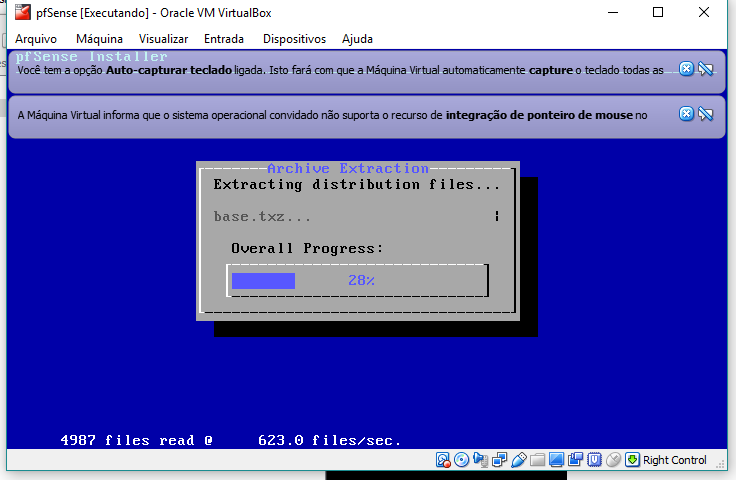 pfSense [Executando] - Oracle VM VirtualBox
Arquivo Máquina Visualizar Entrada Dispositivos Ajuda
pfSense Installer
Você tem a opção Auto-capturar teclado ligada. Isto fará com que a Máquina Virtual automaticamente capture o teclado todas as
A Máquina Virtual informa que o sistema operacional convidado não suporta o recurso de integração de ponteiro de mouse no
Archive Extraction
Extracting distribution files...
base.txz... |
Overall Progress:
28%
4987 files read @ 623.0 files/sec.
Right Control